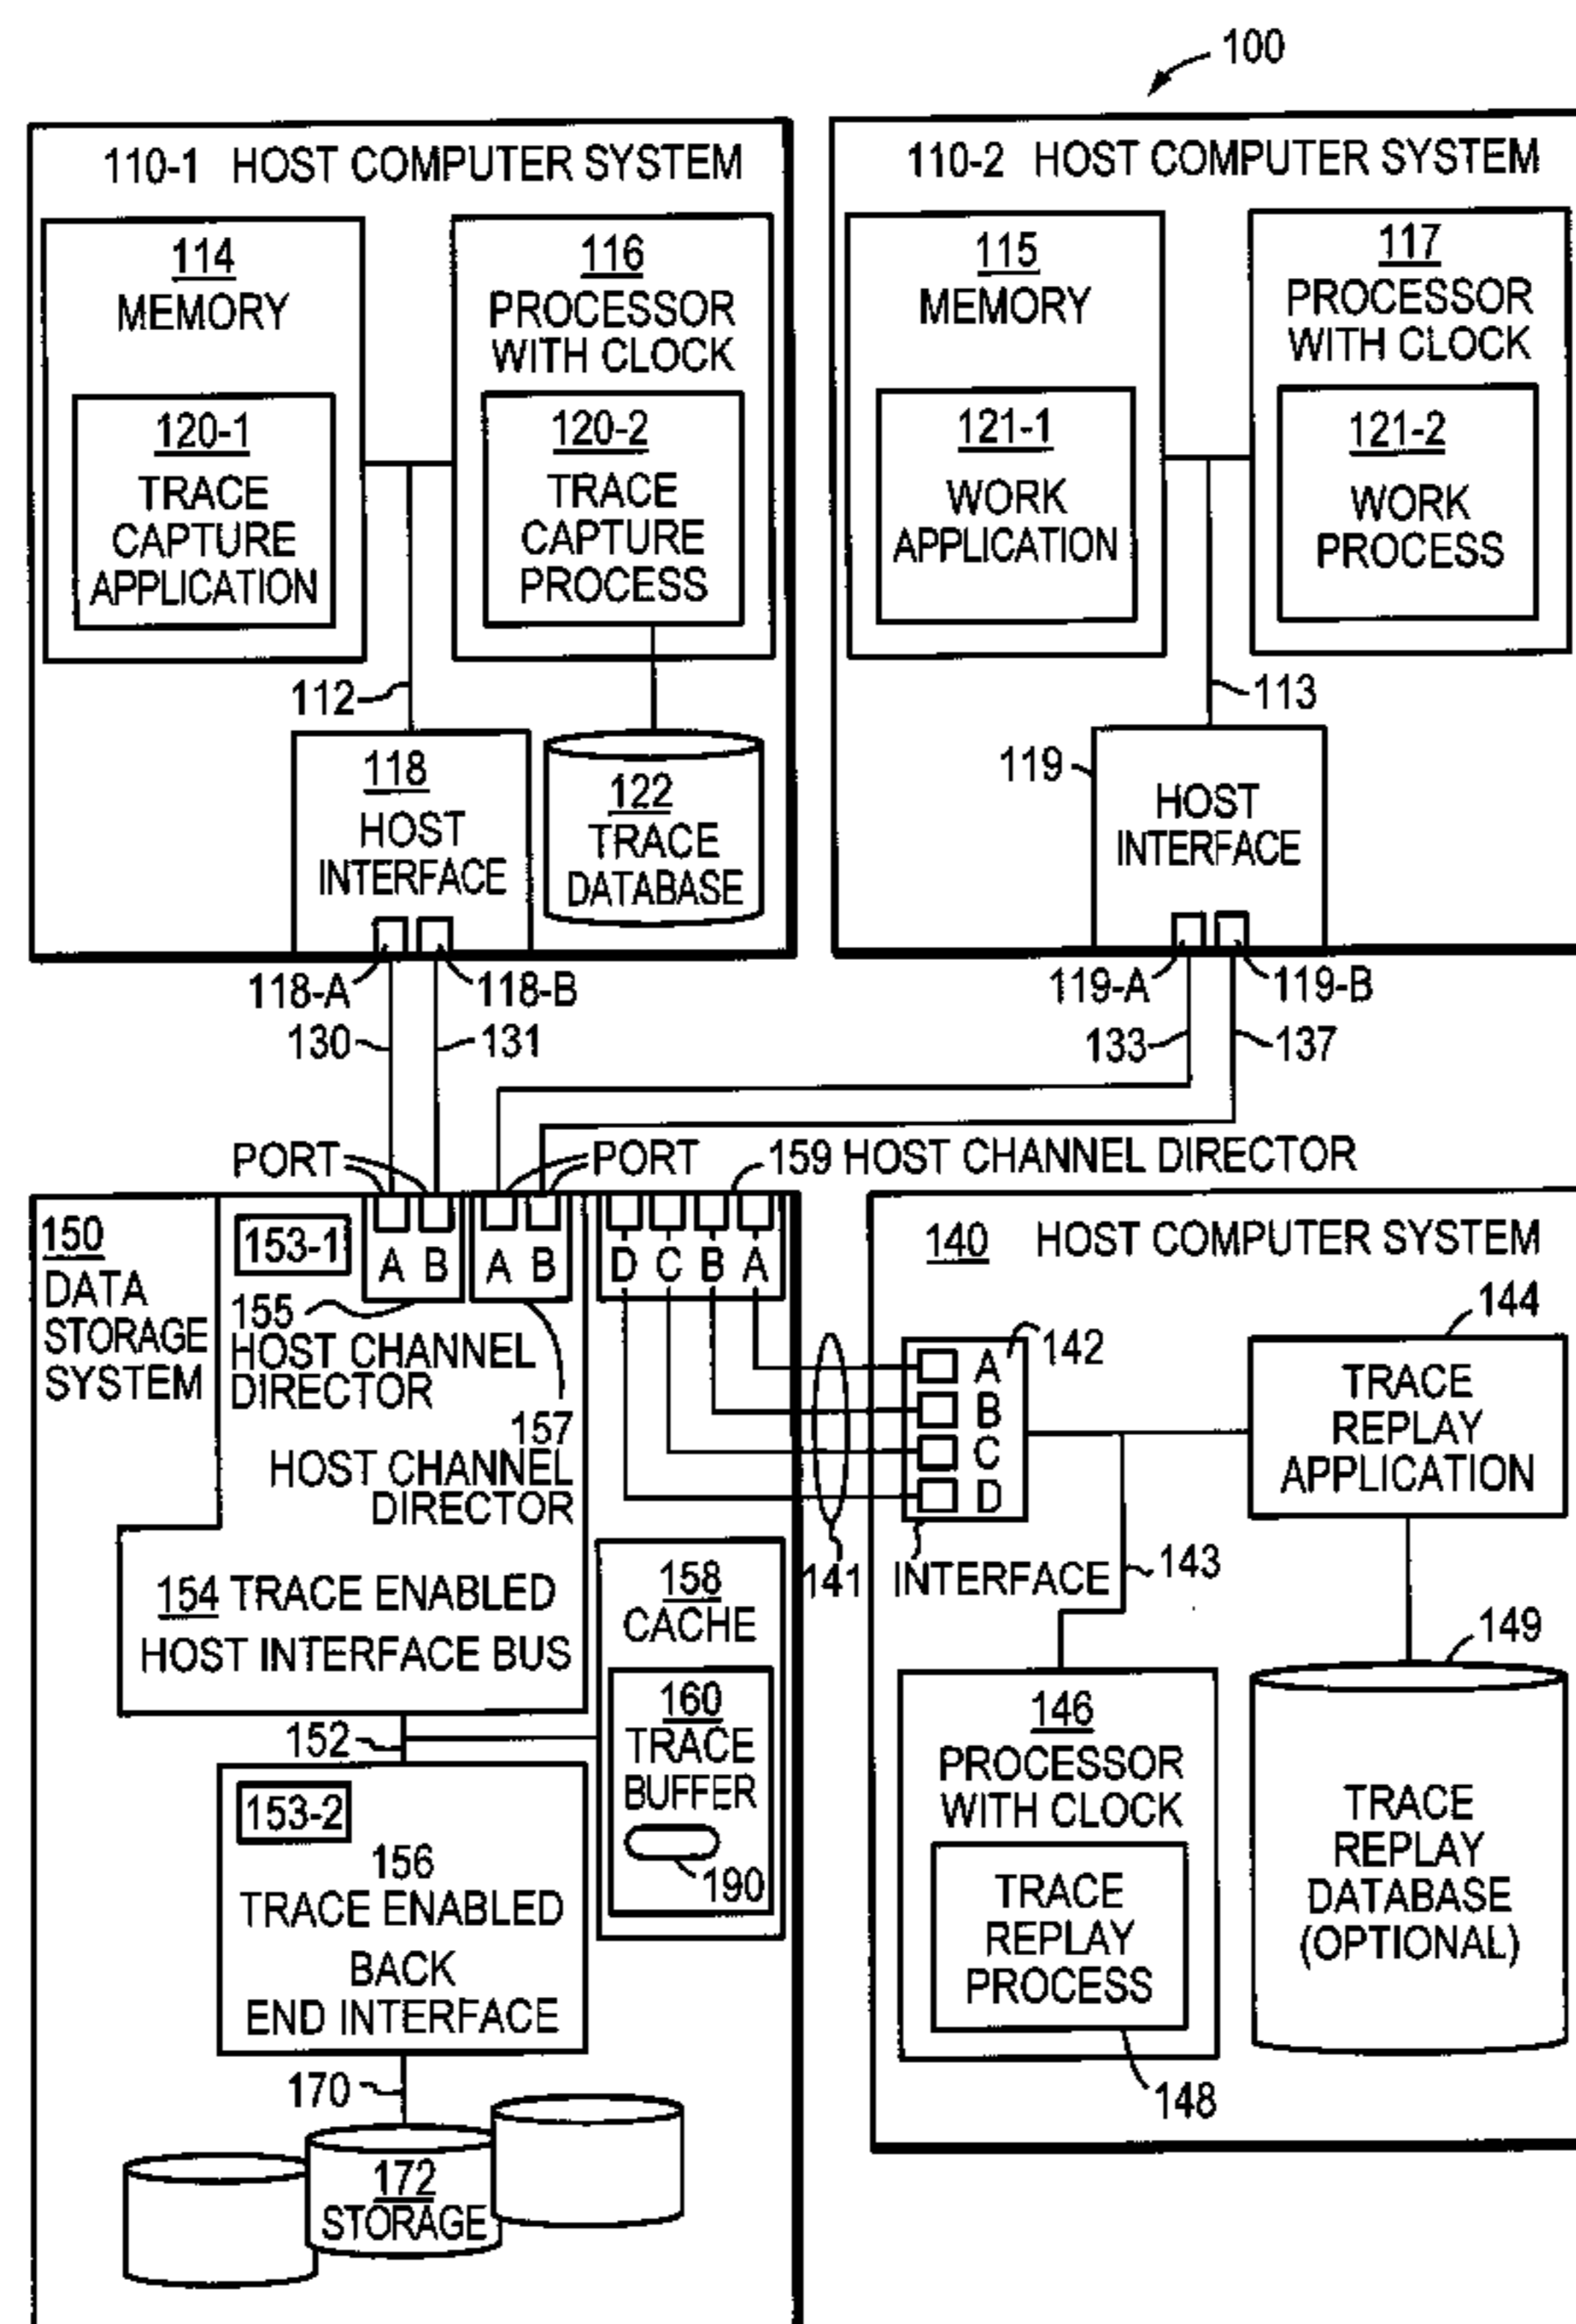 100
110-1 HOST COMPUTER SYSTEM
114
MEMORY
116
PROCESSOR
WITH CLOCK
120-1
TRACE
CAPTURE
APPLICATION
120-2
TRACE
CAPTURE
PROCESS
112
118
HOST
INTERFACE
122
TRACE
DATABASE
118-A
118-B
130
131
110-2 HOST COMPUTER SYSTEM
115
MEMORY
117
PROCESSOR
WITH CLOCK
121-1
WORK
APPLICATION
121-2
WORK
PROCESS
113
119
HOST
INTERFACE
119-A
119-B
133
137
PORT
PORT
159 HOST CHANNEL DIRECTOR
150
DATA
STORAGE
SYSTEM
153-1
A B
A B
D C B A
155
HOST CHANNEL
DIRECTOR
157
HOST CHANNEL
DIRECTOR
154 TRACE ENABLED
HOST INTERFACE BUS
158
CACHE
160
TRACE
BUFFER
190
152
153-2
156
TRACE ENABLED
BACK
END INTERFACE
170
172
STORAGE
141
140 HOST COMPUTER SYSTEM
142
A
B
C
D
INTERFACE
143
144
TRACE
REPLAY
APPLICATION
146
PROCESSOR
WITH CLOCK
TRACE
REPLAY
PROCESS
148
149
TRACE
REPLAY
DATABASE
(OPTIONAL)